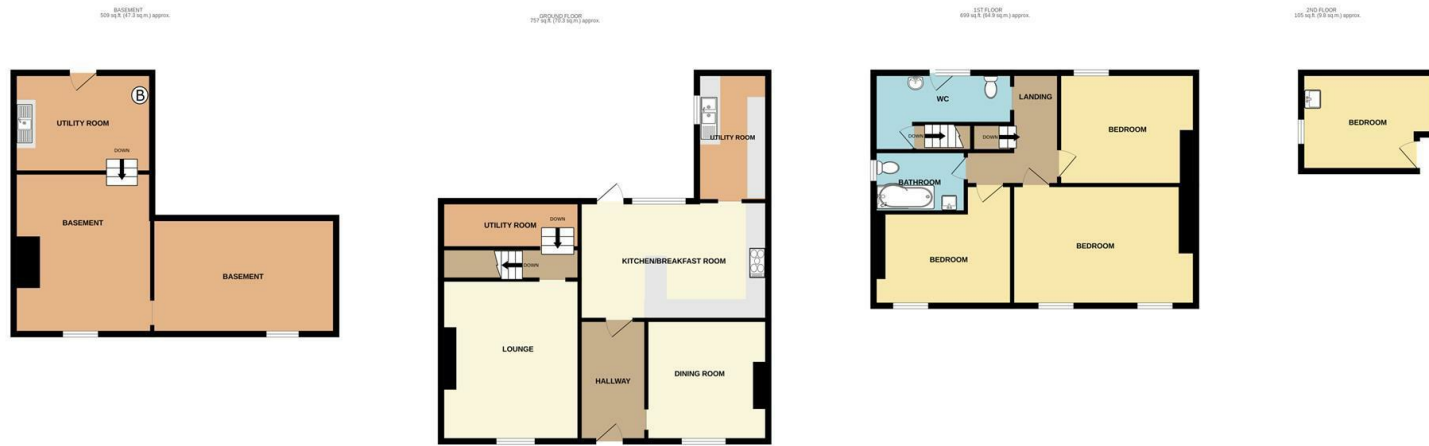 BASEMENT
509 sq.ft. (47.3 sq.m.) approx.
UTILITY ROOM
B
DOWN
BASEMENT
BASEMENT
GROUND FLOOR
757 sq.ft. (70.3 sq.m.) approx.
UTILITY ROOM
UTILITY ROOM
DOWN
DOWN
KITCHEN/BREAKFAST ROOM
LOUNGE
HALLWAY
DINING ROOM
1ST FLOOR
699 sq.ft. (64.9 sq.m.) approx.
WC
LANDING
DOWN
DOWN
BEDROOM
BATHROOM
BEDROOM
BEDROOM
2ND FLOOR
105 sq.ft. (9.8 sq.m.) approx.
BEDROOM